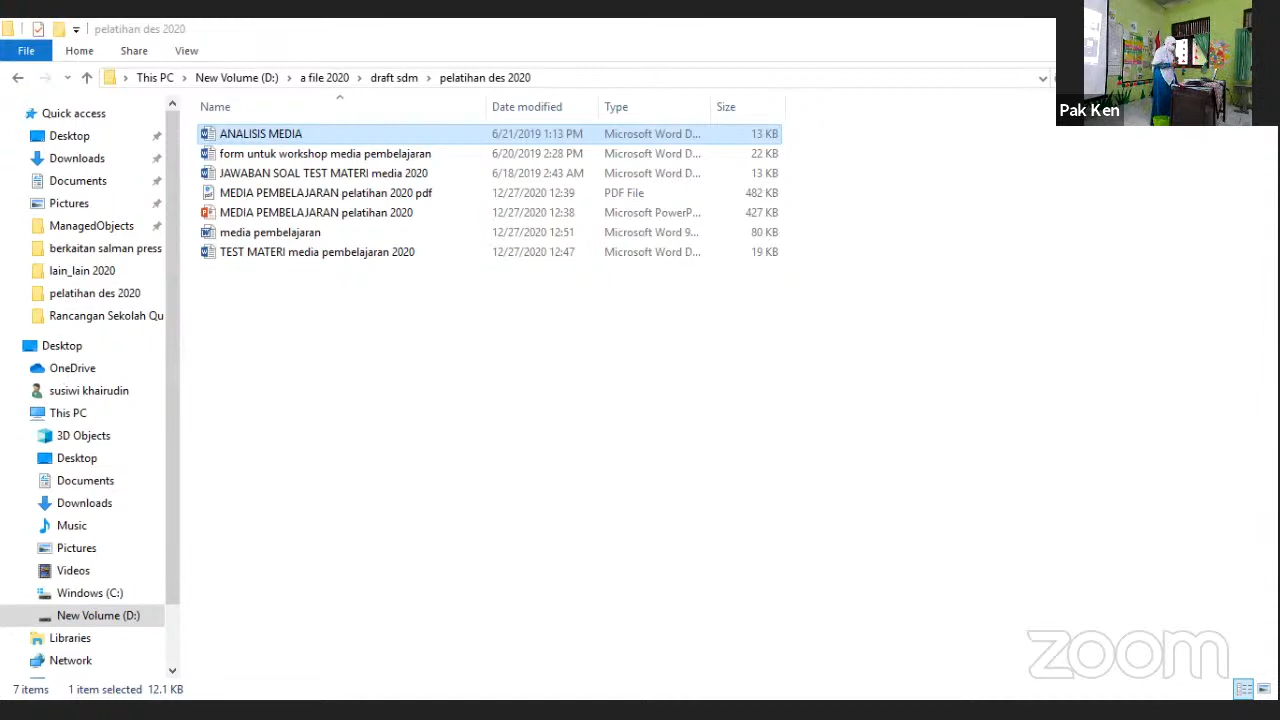 pelatihan des 2020
File Home Share View
This PC New Volume (D:) a file 2020 draft sdm pelatihan des 2020
Pak Ken
Name Date modified Type Size
ANALISIS MEDIA 6/21/2019 1:13 PM Microsoft Word D... 13 KB
form untuk workshop media pembelajaran 6/20/2019 2:28 PM Microsoft Word D... 22 KB
JAWABAN SOAL TEST MATERI media 2020 6/18/2019 2:43 AM Microsoft Word D... 13 KB
MEDIA PEMBELAJARAN pelatihan 2020 pdf 12/27/2020 12:39 PDF File 482 KB
MEDIA PEMBELAJARAN pelatihan 2020 12/27/2020 12:38 Microsoft PowerP... 427 KB
media pembelajaran 12/27/2020 12:51 Microsoft Word 9... 80 KB
TEST MATERI media pembelajaran 2020 12/27/2020 12:47 Microsoft Word D... 19 KB
Quick access
Desktop
Downloads
Documents
Pictures
ManagedObjects
berkaitan salman press
lain_lain 2020
pelatihan des 2020
Rancangan Sekolah Qu
Desktop
OneDrive
susiwi khairudin
This PC
3D Objects
Desktop
Documents
Downloads
Music
Pictures
Videos
Windows (C:)
New Volume (D:)
Libraries
Network
7 items 1 item selected 12.1 KB
zoom